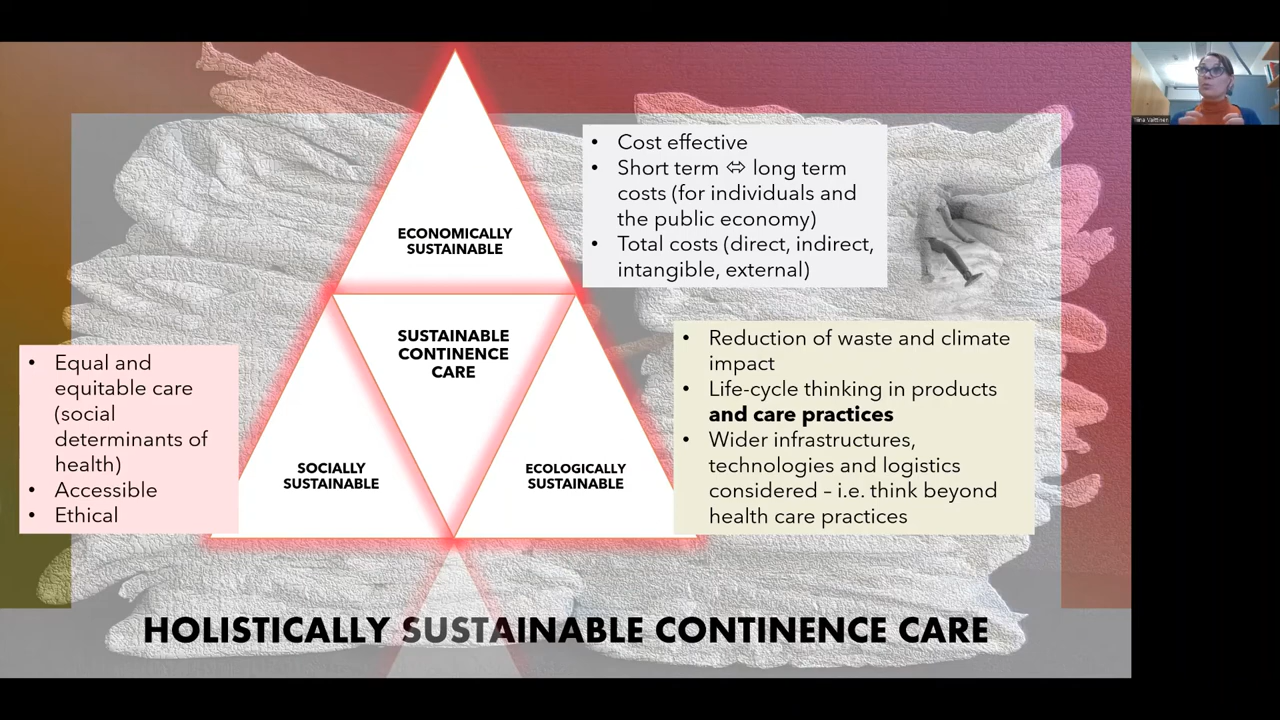 • Cost effective
• Short term ⇔ long term
costs (for individuals and
the public economy)
• Total costs (direct, indirect,
intangible, external)
ECONOMICALLY
SUSTAINABLE
SUSTAINABLE
CONTINENCE
CARE
• Reduction of waste and climate
impact
• Life-cycle thinking in products
and care practices
• Wider infrastructures,
technologies and logistics
considered – i.e. think beyond
health care practices
• Equal and
equitable care
(social
determinants of
health)
• Accessible
• Ethical
SOCIALLY
SUSTAINABLE
ECOLOGICALLY
SUSTAINABLE
HOLISTICALLY SUSTAINABLE CONTINENCE CARE
Tiina Vaittinen